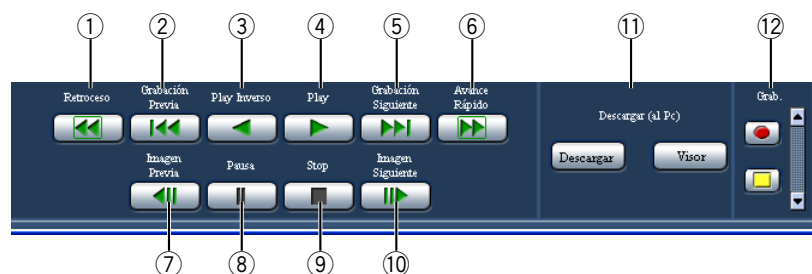 ① ② ③ ④ ⑤ ⑥ ⑪ ⑫
Retroceso
Grabación
Previa
Play Inverso
Play
Grabación
Siguiente
Avance
Rápido
Descargar (al Pc)
Descargar
Visor
Grab.
Imagen
Previa
Pausa
Stop
Imagen
Siguiente
⑦ ⑧ ⑨ ⑩